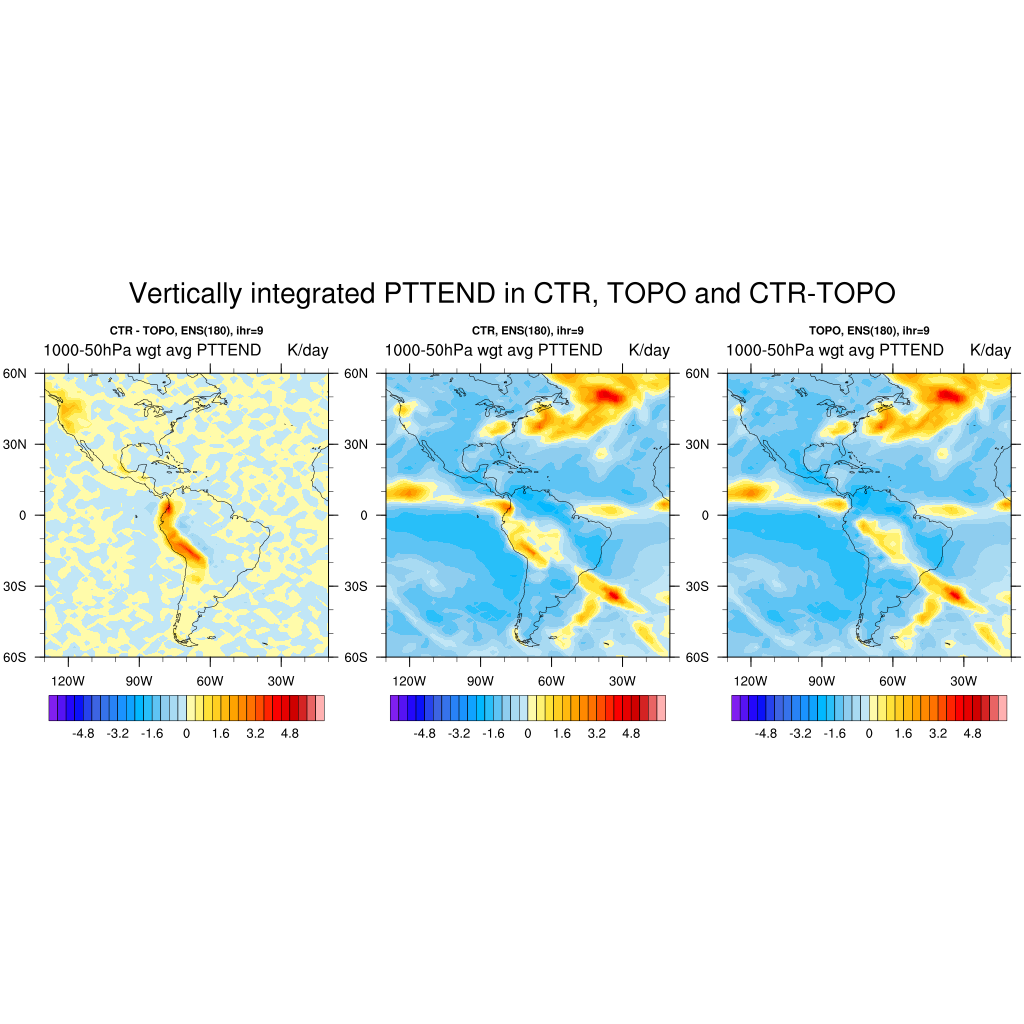 Vertically integrated PTTEND in CTR, TOPO and CTR-TOPO
CTR - TOPO, ENS(180), ihr=9
1000-50hPa wgt avg PTTEND K/day
60N
30N
0
30S
60S
120W 90W 60W 30W
-4.8 -3.2 -1.6 0 1.6 3.2 4.8
CTR, ENS(180), ihr=9
1000-50hPa wgt avg PTTEND K/day
60N
30N
0
30S
60S
120W 90W 60W 30W
-4.8 -3.2 -1.6 0 1.6 3.2 4.8
TOPO, ENS(180), ihr=9
1000-50hPa wgt avg PTTEND K/day
60N
30N
0
30S
60S
120W 90W 60W 30W
-4.8 -3.2 -1.6 0 1.6 3.2 4.8